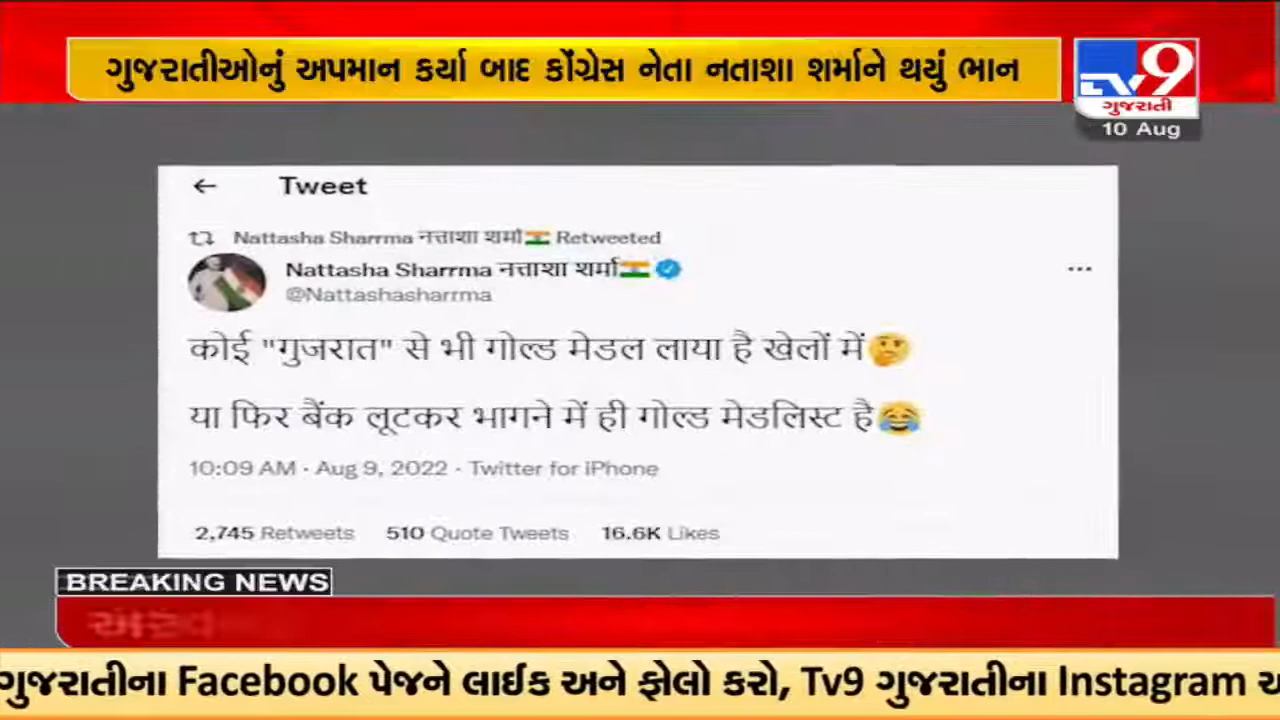 ગુજરાતીઓનું અપમાન કર્યા બાદ કોંગ્રેસ નેતા નતાશા શર્માને થયું ભાન
TV9
ગુજરાતી
10 Aug
← Tweet
Nattasha Sharrma नत्ताशा शर्मा🇮🇳 Retweeted
Nattasha Sharrma नत्ताशा शर्मा🇮🇳
@Nattashasharrma
कोई "गुजरात" से भी गोल्ड मेडल लाया है खेलों में🤔
या फिर बैंक लूटकर भागने में ही गोल्ड मेडलिस्ट है😂
10:09 AM · Aug 9, 2022 · Twitter for iPhone
2,745 Retweets 510 Quote Tweets 16.6K Likes
BREAKING NEWS
ગુજરાતીના Facebook પેજને લાઈક અને ફોલો કરો, Tv9 ગુજરાતીના Instagram